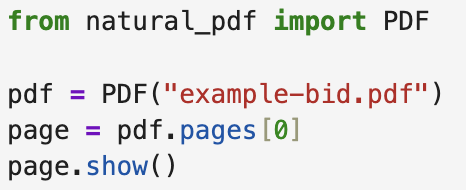 from natural_pdf import PDF

pdf = PDF("example-bid.pdf")
page = pdf.pages[0]
page.show()